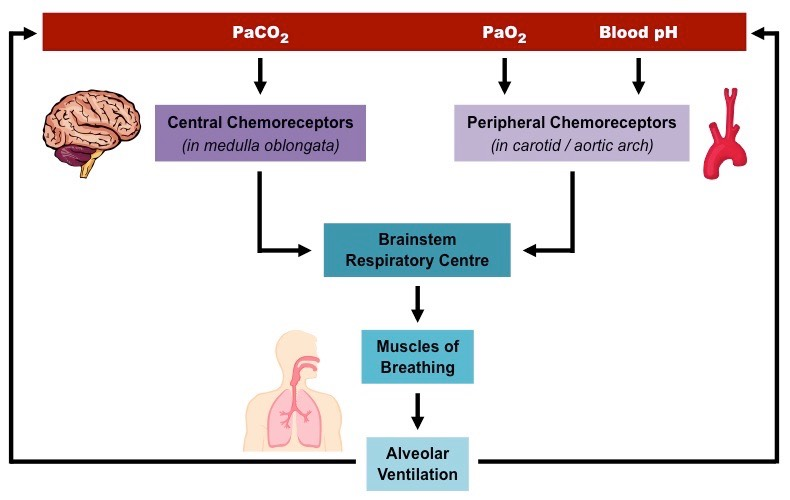 PaCO₂ PaO₂ Blood pH
Central Chemoreceptors
(in medulla oblongata)
Peripheral Chemoreceptors
(in carotid / aortic arch)
Brainstem
Respiratory Centre
Muscles of
Breathing
Alveolar
Ventilation